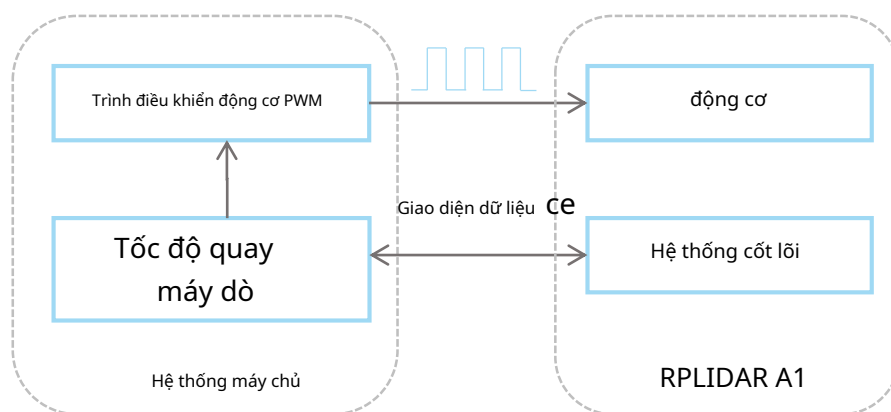 Trình điều khiển động cơ PWM
động cơ
Giao diện dữ liệu ce
Tốc độ quay
máy dò
Hệ thống cốt lõi
Hệ thống máy chủ
RPLIDAR A1